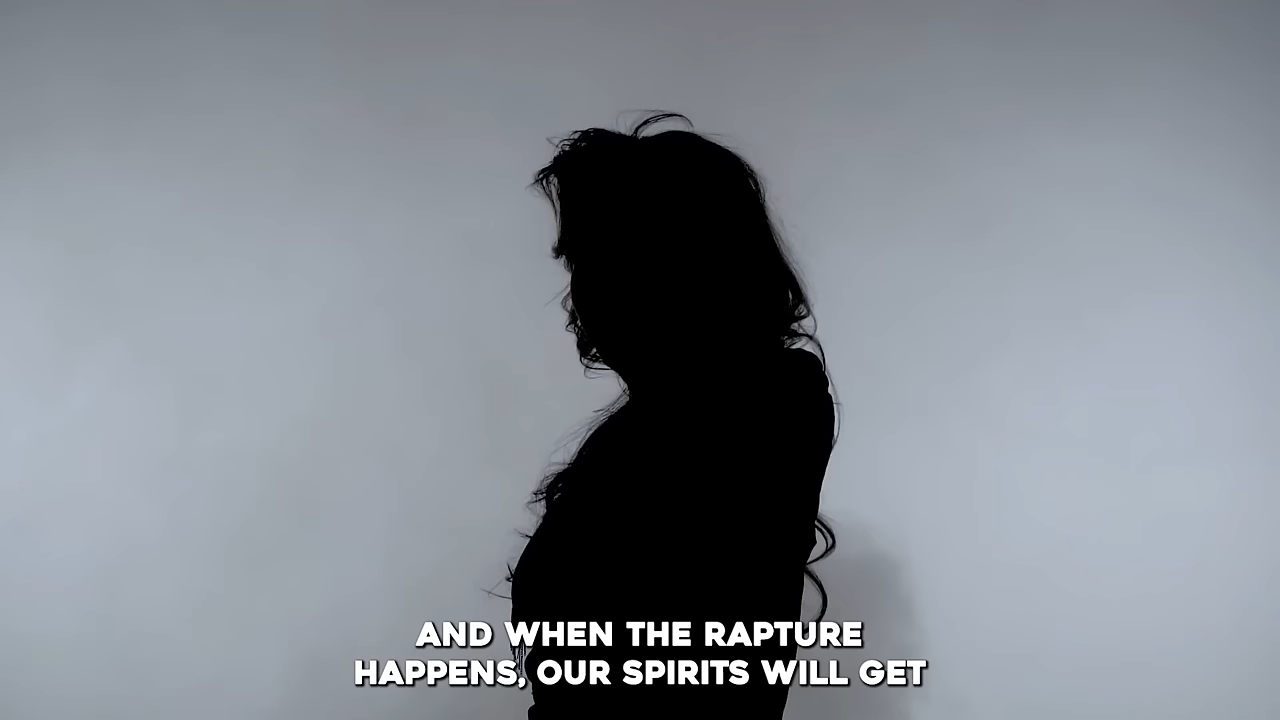 AND WHEN THE RAPTURE
HAPPENS, OUR SPIRITS WILL GET